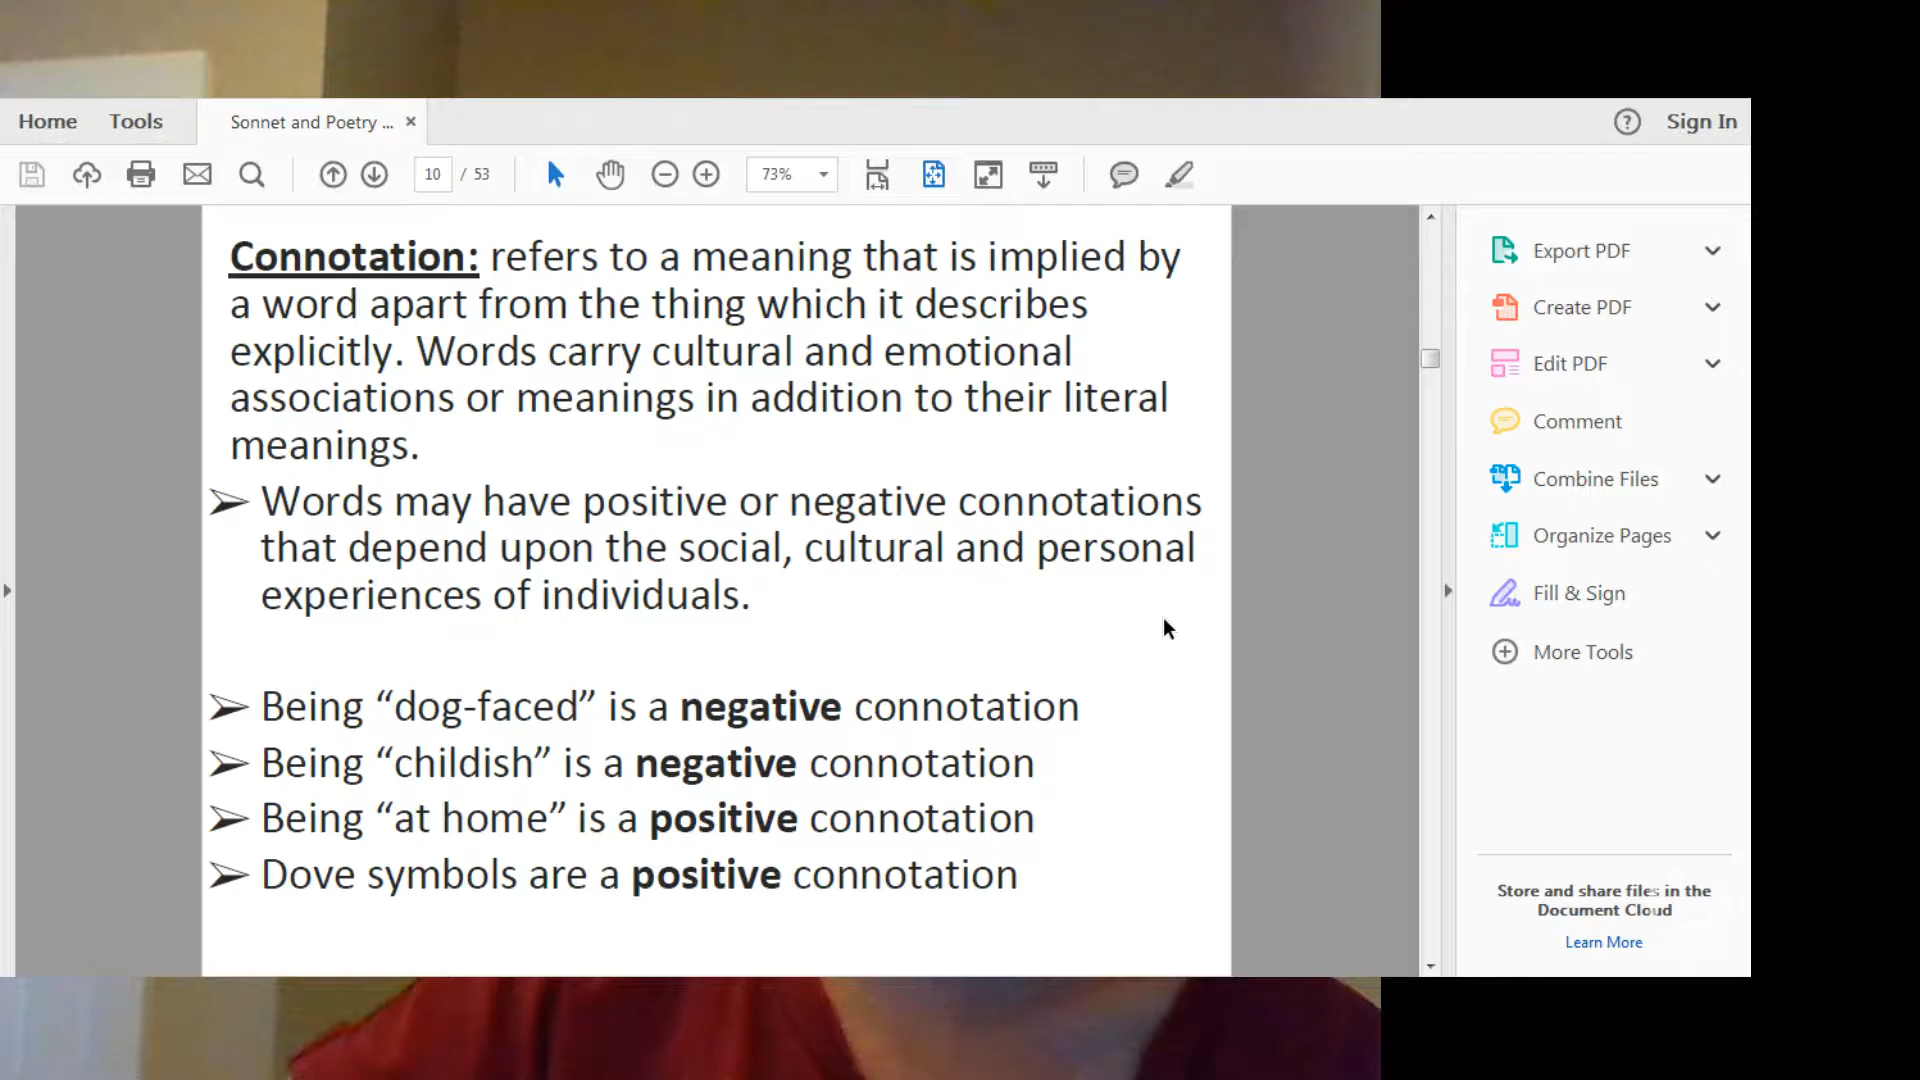 Home Tools Sonnet and Poetry ... × ? Sign In
10 / 53 73%
Connotation: refers to a meaning that is implied by
a word apart from the thing which it describes
explicitly. Words carry cultural and emotional
associations or meanings in addition to their literal
meanings.
➢ Words may have positive or negative connotations
that depend upon the social, cultural and personal
experiences of individuals.
➢ Being “dog-faced” is a negative connotation
➢ Being “childish” is a negative connotation
➢ Being “at home” is a positive connotation
➢ Dove symbols are a positive connotation
Export PDF
Create PDF
Edit PDF
Comment
Combine Files
Organize Pages
Fill & Sign
More Tools
Store and share files in the
Document Cloud
Learn More